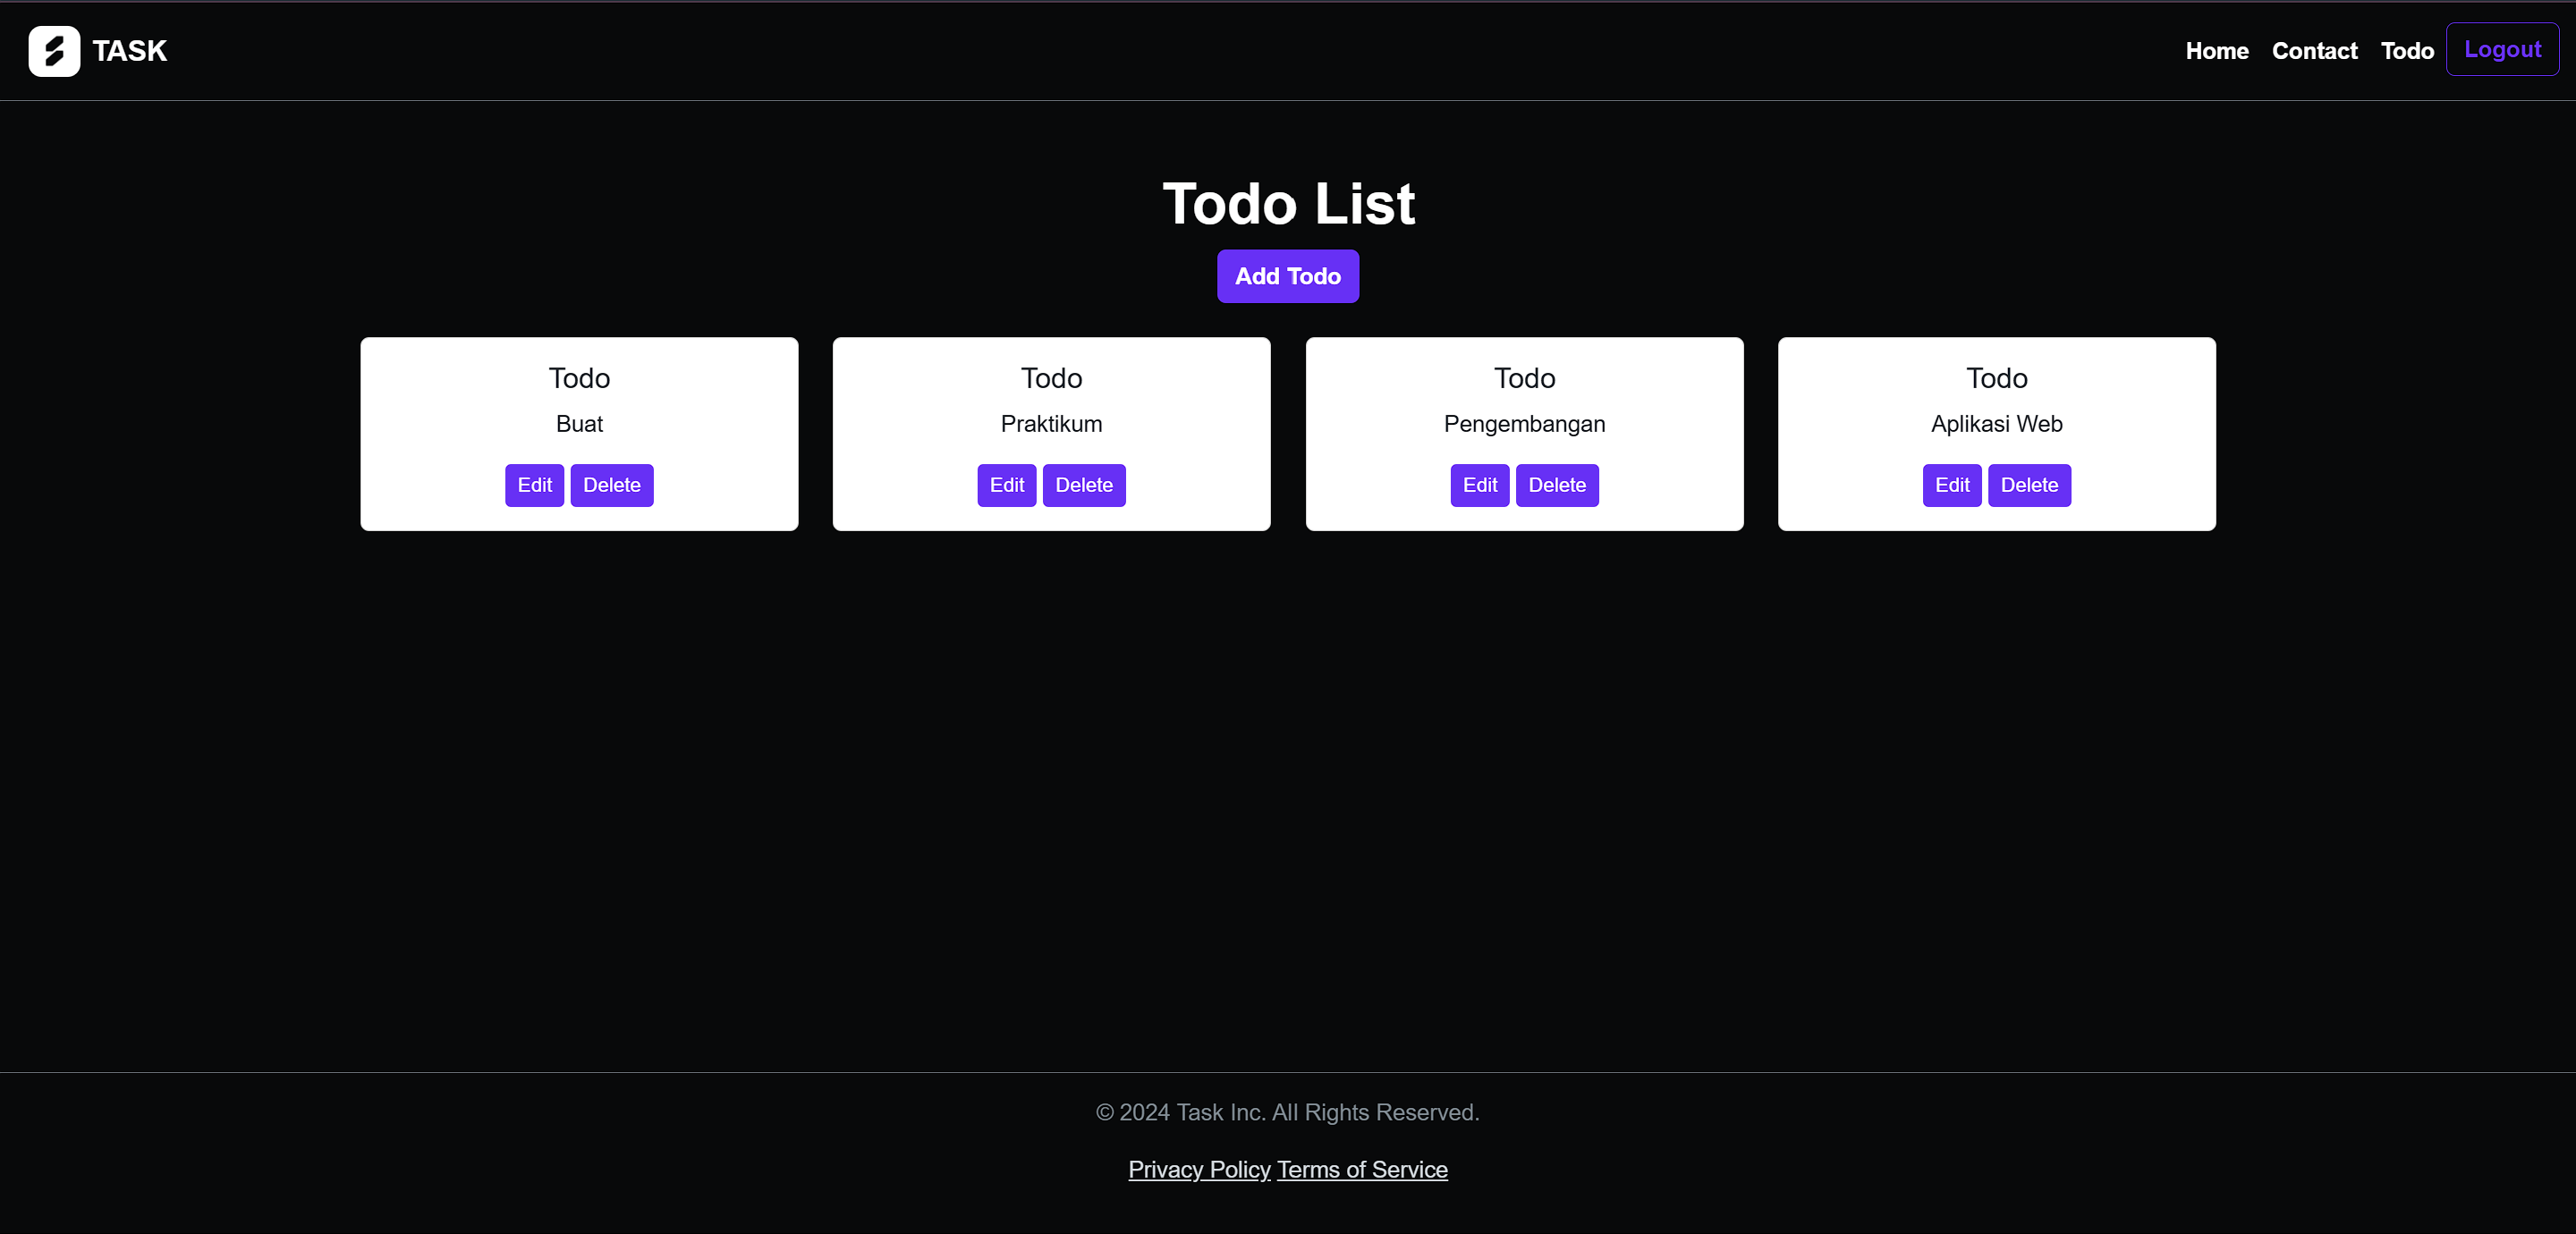 TASK Home Contact Todo Logout
Todo List
Add Todo
Todo
Buat
Edit Delete
Todo
Praktikum
Edit Delete
Todo
Pengembangan
Edit Delete
Todo
Aplikasi Web
Edit Delete
© 2024 Task Inc. All Rights Reserved.
Privacy Policy Terms of Service